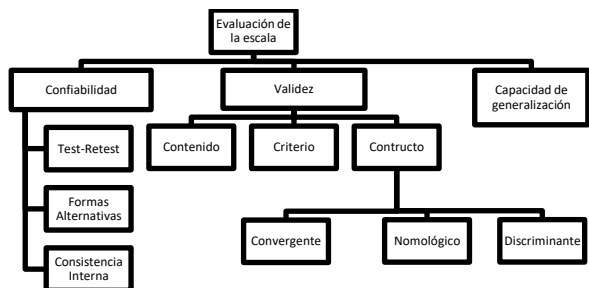 Evaluación de
la escala
Confiabilidad
Validez
Capacidad de
generalización
Test-Retest
Contenido
Criterio
Contructo
Formas
Alternativas
Convergente
Nomológico
Discriminante
Consistencia
Interna